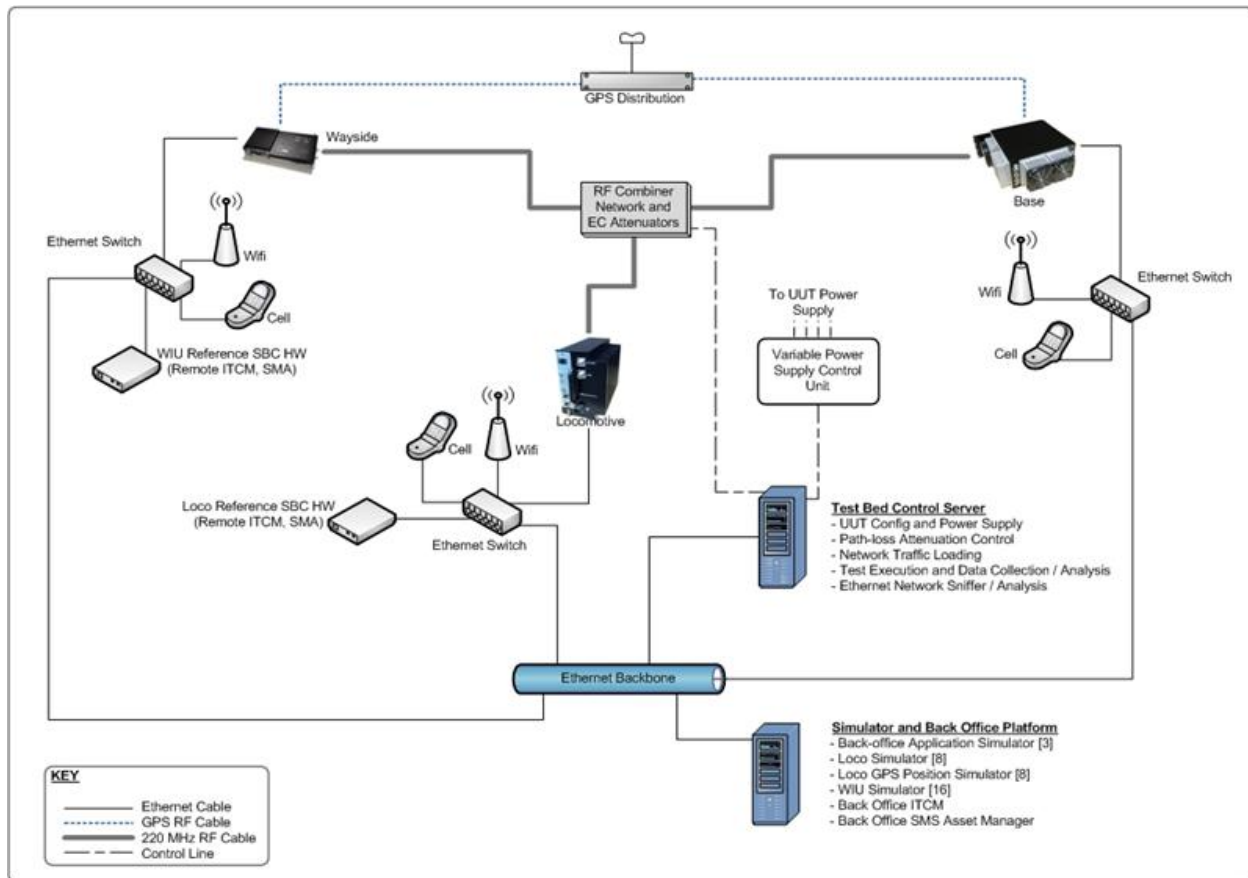 GPS Distribution
Wayside
RF Combiner
Network and
EC Attenuators
Base
Ethernet Switch
Wifi
Cell
WIU Reference SBC HW
(Remote ITCM, SMA)
Wifi
Ethernet Switch
Cell
To UUT Power
Supply
Variable Power
Supply Control
Unit
Locomotive
Cell
Wifi
Loco Reference SBC HW
(Remote ITCM, SMA)
Ethernet Switch
Test Bed Control Server
- UUT Config and Power Supply
- Path-loss Attenuation Control
- Network Traffic Loading
- Test Execution and Data Collection / Analysis
- Ethernet Network Sniffer / Analysis
Ethernet Backbone
Simulator and Back Office Platform
- Back-office Application Simulator [3]
- Loco Simulator [8]
- Loco GPS Position Simulator [8]
- WIU Simulator [16]
- Back Office ITCM
- Back Office SMS Asset Manager
KEY
Ethernet Cable
GPS RF Cable
220 MHz RF Cable
Control Line